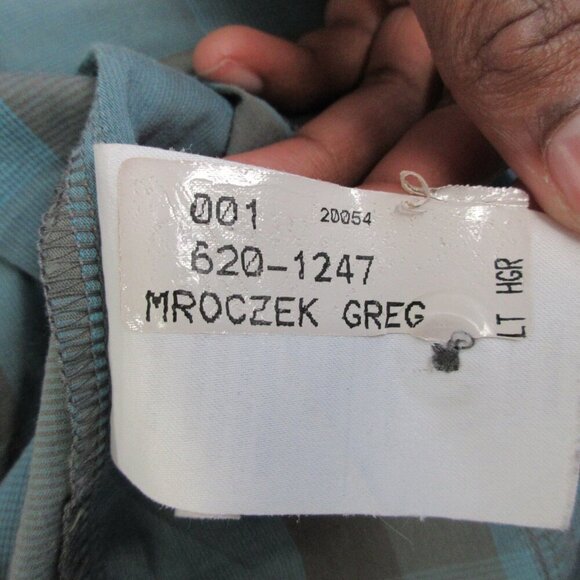 001 20054
620-1247
MROCZEK GREG
LT HGR